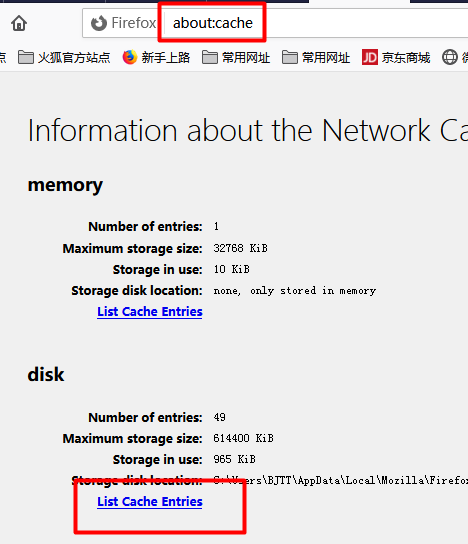 Firefox about:cache
点 火狐官方站点 新手上路 常用网址 常用网址 JD 京东商城 微
Information about the Network Ca
memory
Number of entries: 1
Maximum storage size: 32768 KiB
Storage in use: 10 KiB
Storage disk location: none, only stored in memory
List Cache Entries
disk
Number of entries: 49
Maximum storage size: 614400 KiB
Storage in use: 965 KiB
Storage disk location: C:\Users\BJTT\AppData\Local\Mozilla\Firefox
List Cache Entries